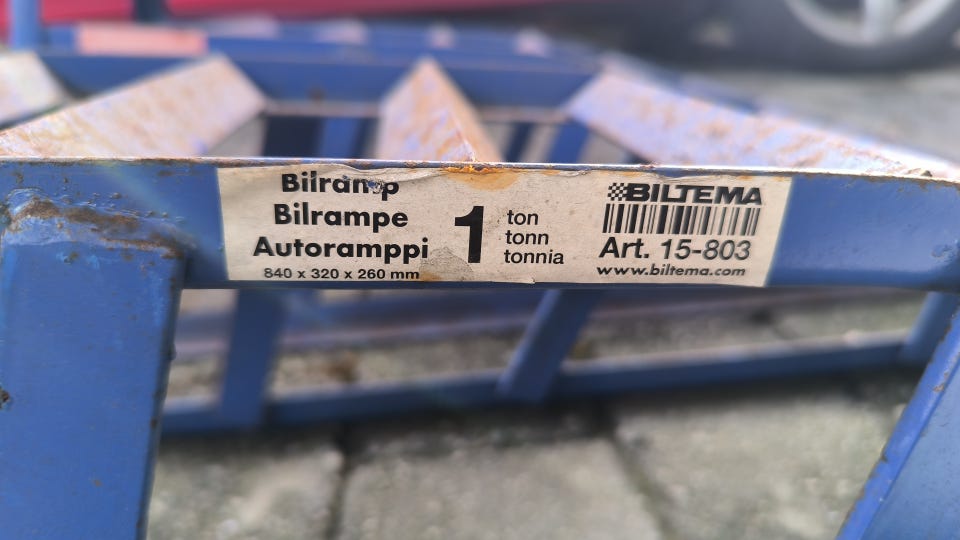 Bilramp
Bilrampe
Autoramppi
840 x 320 x 260 mm
1
ton
tonn
tonnia
BILTEMA
Art. 15-803
www.biltema.com